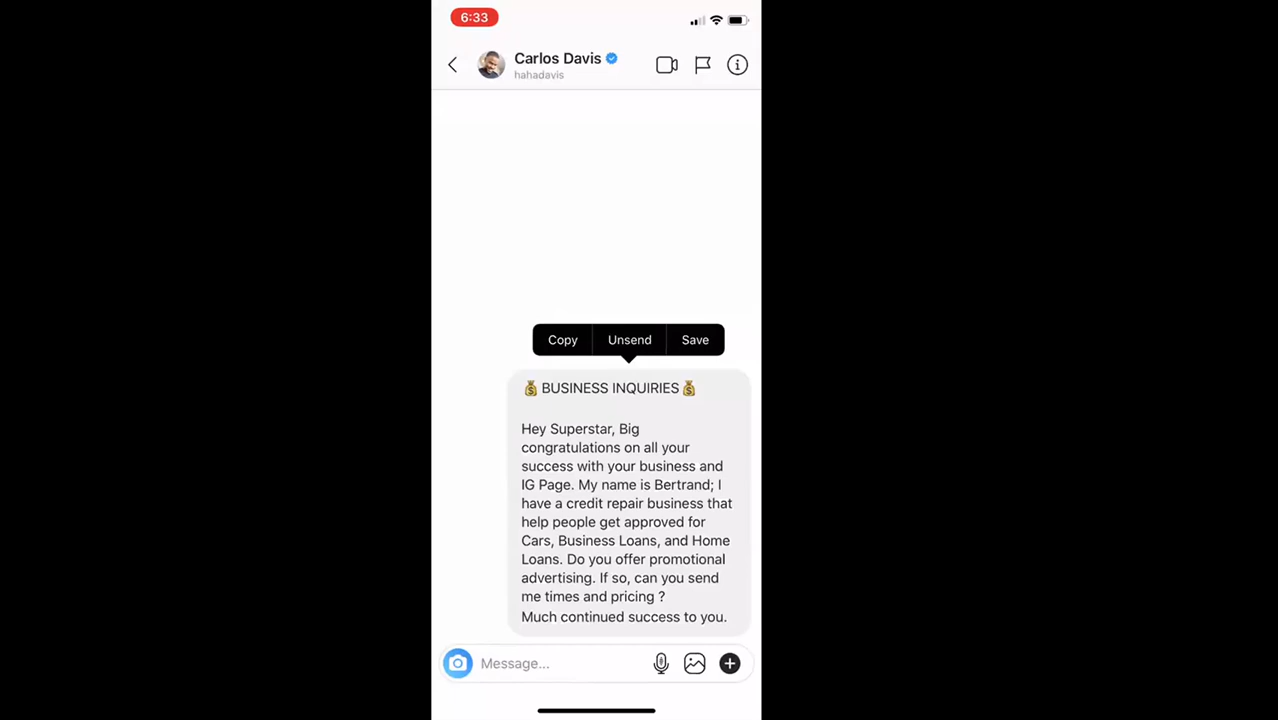 6:33
Carlos Davis
hahadavis
Copy Unsend Save
💰 BUSINESS INQUIRIES 💰
Hey Superstar, Big
congratulations on all your
success with your business and
IG Page. My name is Bertrand; I
have a credit repair business that
help people get approved for
Cars, Business Loans, and Home
Loans. Do you offer promotional
advertising. If so, can you send
me times and pricing ?
Much continued success to you.
Message...